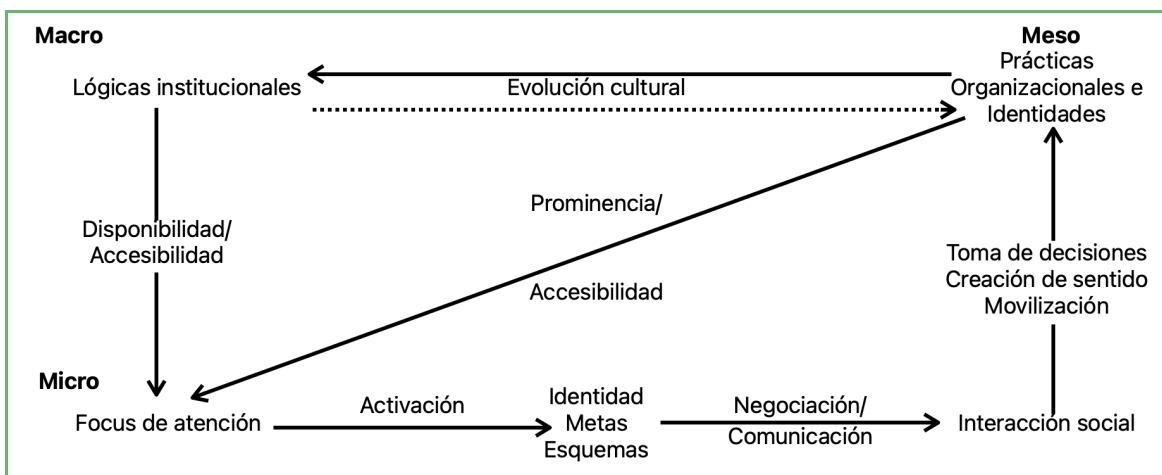 Macro
Meso
Lógicas institucionales
Evolución cultural
Prácticas
Organizacionales e
Identidades
Disponibilidad/
Accesibilidad
Prominencia/
Accesibilidad
Toma de decisiones
Creación de sentido
Movilización
Micro
Focus de atención
Activación
Identidad
Metas
Esquemas
Negociación/
Comunicación
Interacción social